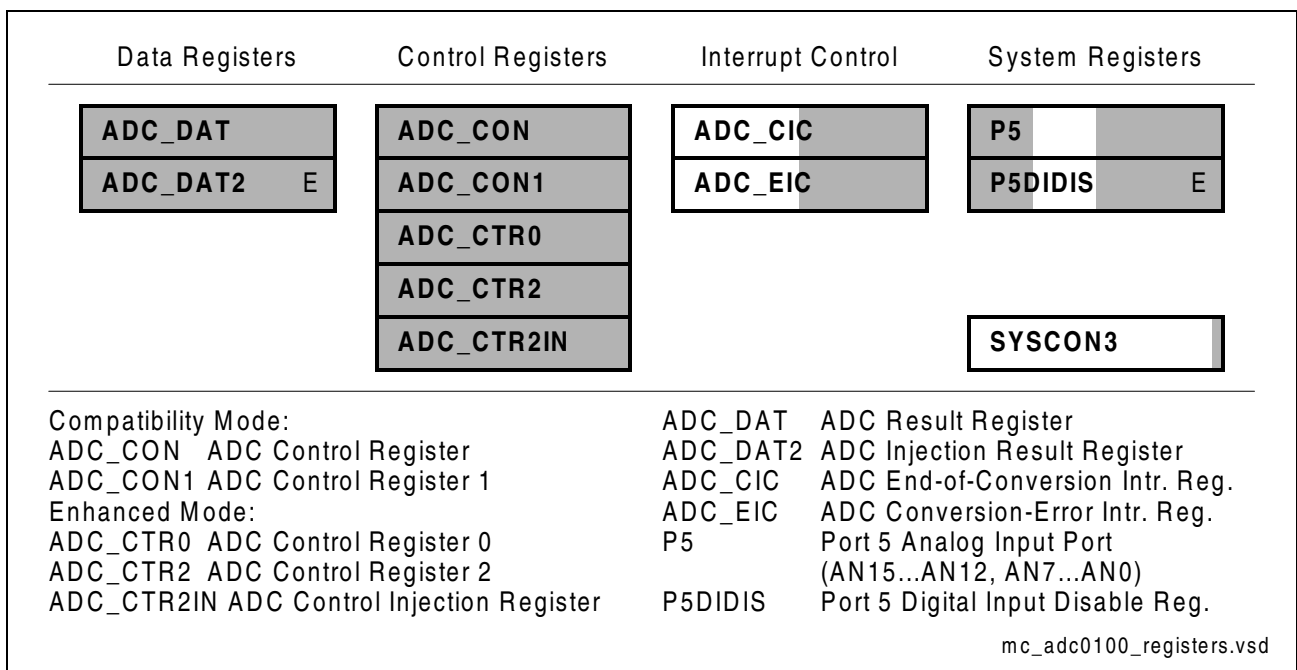 Data Registers Control Registers Interrupt Control System Registers
ADC_DAT ADC_CON ADC_CIC P5
ADC_DAT2 E ADC_CON1 ADC_EIC P5DIDIS E
ADC_CTR0
ADC_CTR2
ADC_CTR2IN SYSCON3
Compatibility Mode: ADC_DAT ADC Result Register
ADC_CON ADC Control Register ADC_DAT2 ADC Injection Result Register
ADC_CON1 ADC Control Register 1 ADC_CIC ADC End-of-Conversion Intr. Reg.
Enhanced Mode: ADC_EIC ADC Conversion-Error Intr. Reg.
ADC_CTR0 ADC Control Register 0 P5 Port 5 Analog Input Port
ADC_CTR2 ADC Control Register 2 (AN15...AN12, AN7...AN0)
ADC_CTR2IN ADC Control Injection Register P5DIDIS Port 5 Digital Input Disable Reg.
mc_adc0100_registers.vsd